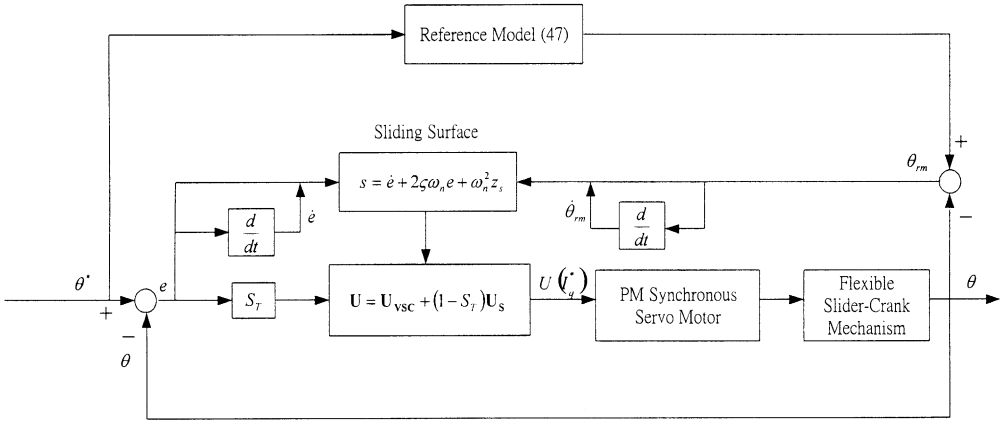 Reference Model (47)
Sliding Surface
+
θ_rm
s = ė + 2ςω_n e + ω_n^2 z_s
−
θ̇_rm
d/dt
ė
d/dt
θ*
e
+
S_T
U = U_VSC + (1 − S_T)U_S
U(I_q^*)
PM Synchronous
Servo Motor
Flexible
Slider-Crank
Mechanism
θ
−
θ